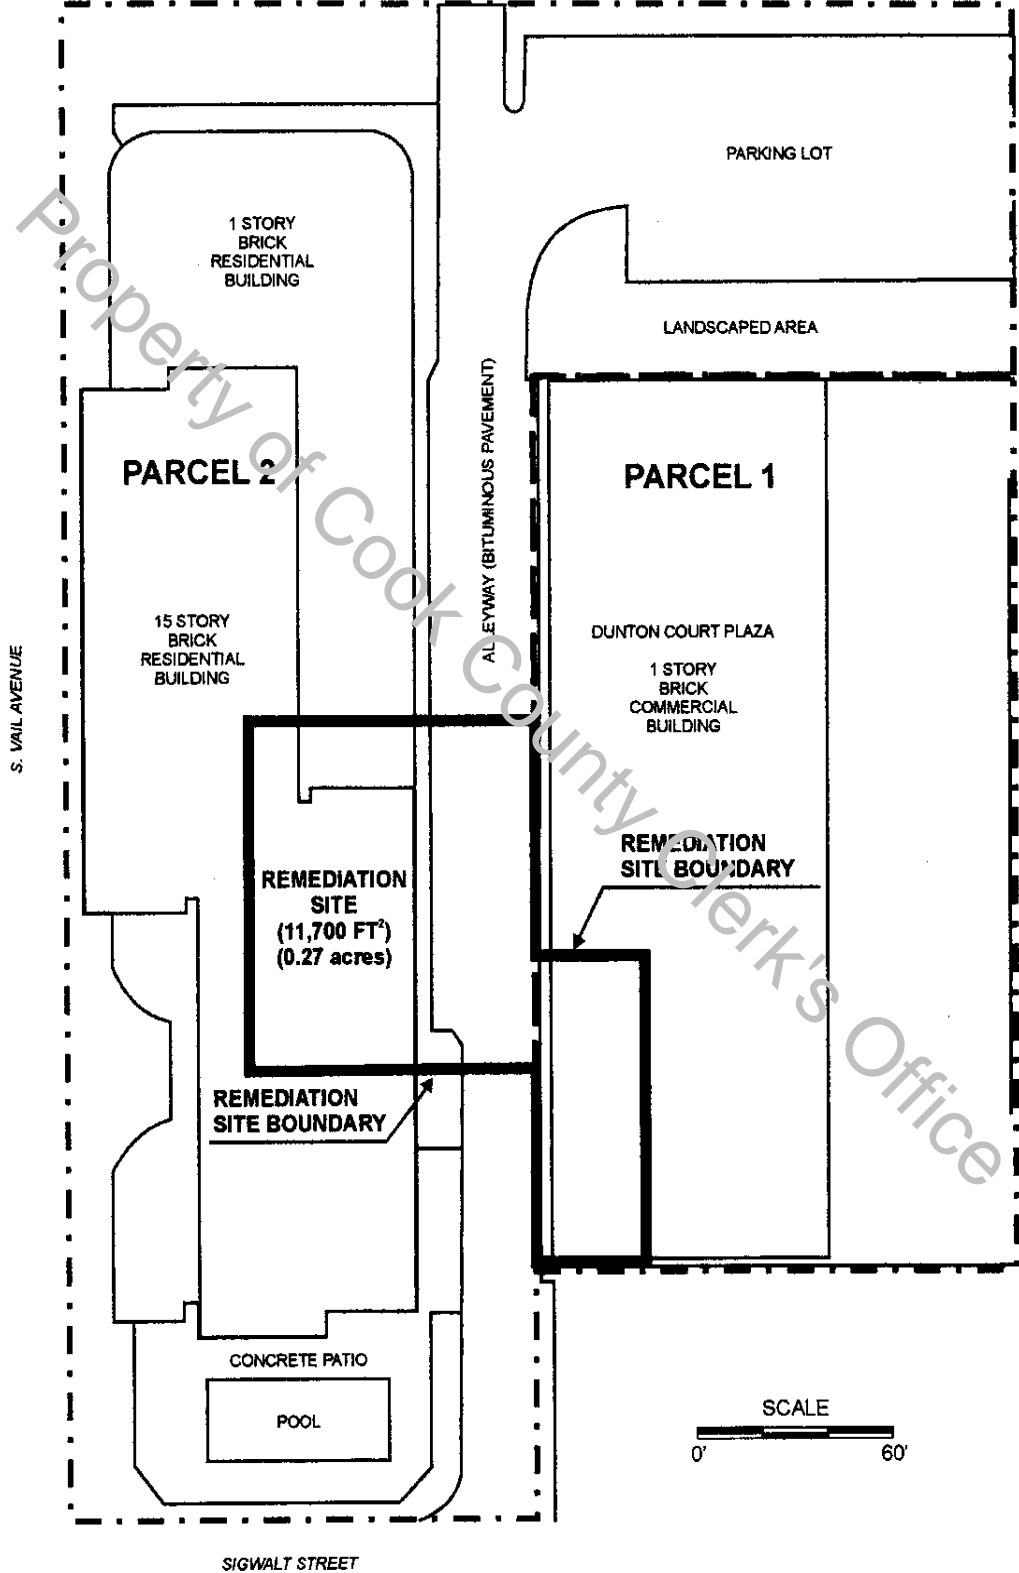 PARKING LOT
1 STORY
BRICK
RESIDENTIAL
BUILDING
LANDSCAPED AREA
ALLEYWAY (BITUMINOUS PAVEMENT)
PARCEL 2
PARCEL 1
15 STORY
BRICK
RESIDENTIAL
BUILDING
DUNTON COURT PLAZA
1 STORY
BRICK
COMMERCIAL
BUILDING
S. VAIL AVENUE
REMEDIATION
SITE BOUNDARY
REMEDIATION
SITE
(11,700 FT²)
(0.27 acres)
REMEDIATION
SITE BOUNDARY
CONCRETE PATIO
POOL
SCALE
0' 60'
SIGWALT STREET
Property of Cook County Clerk's Office